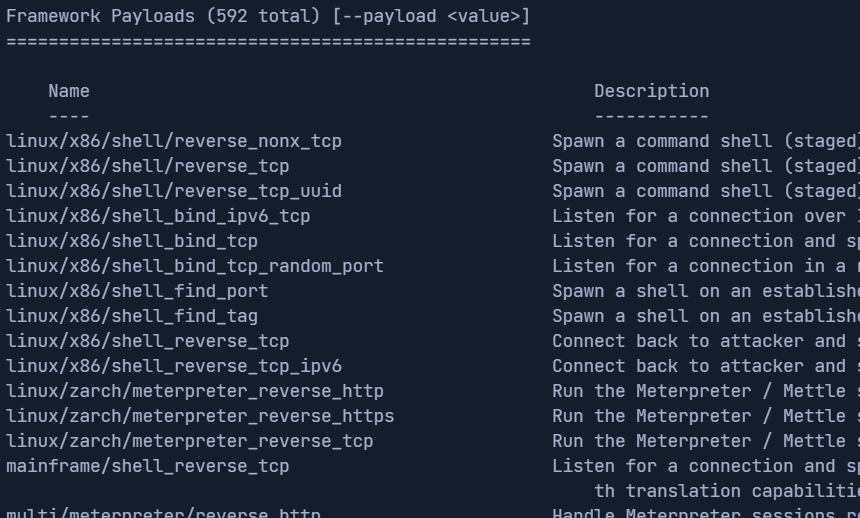 Framework Payloads (592 total) [--payload <value>]
==================================================
Name Description
---- -----------
linux/x86/shell/reverse_nonx_tcp Spawn a command shell (staged)
linux/x86/shell/reverse_tcp Spawn a command shell (staged)
linux/x86/shell/reverse_tcp_uuid Spawn a command shell (staged)
linux/x86/shell_bind_ipv6_tcp Listen for a connection over
linux/x86/shell_bind_tcp Listen for a connection and
linux/x86/shell_bind_tcp_random_port Listen for a connection in a
linux/x86/shell_find_port Spawn a shell on an
linux/x86/shell_find_tag Spawn a shell on an
linux/x86/shell_reverse_tcp Connect back to attacker and
linux/x86/shell_reverse_tcp_ipv6 Connect back to attacker and
linux/zarch/meterpreter_reverse_http Run the Meterpreter / Mettle
linux/zarch/meterpreter_reverse_https Run the Meterpreter / Mettle
linux/zarch/meterpreter_reverse_tcp Run the Meterpreter / Mettle
mainframe/shell_reverse_tcp Listen for a connection and
th translation
multi/meterpreter/reverse_http Handle Meterpreter sessions